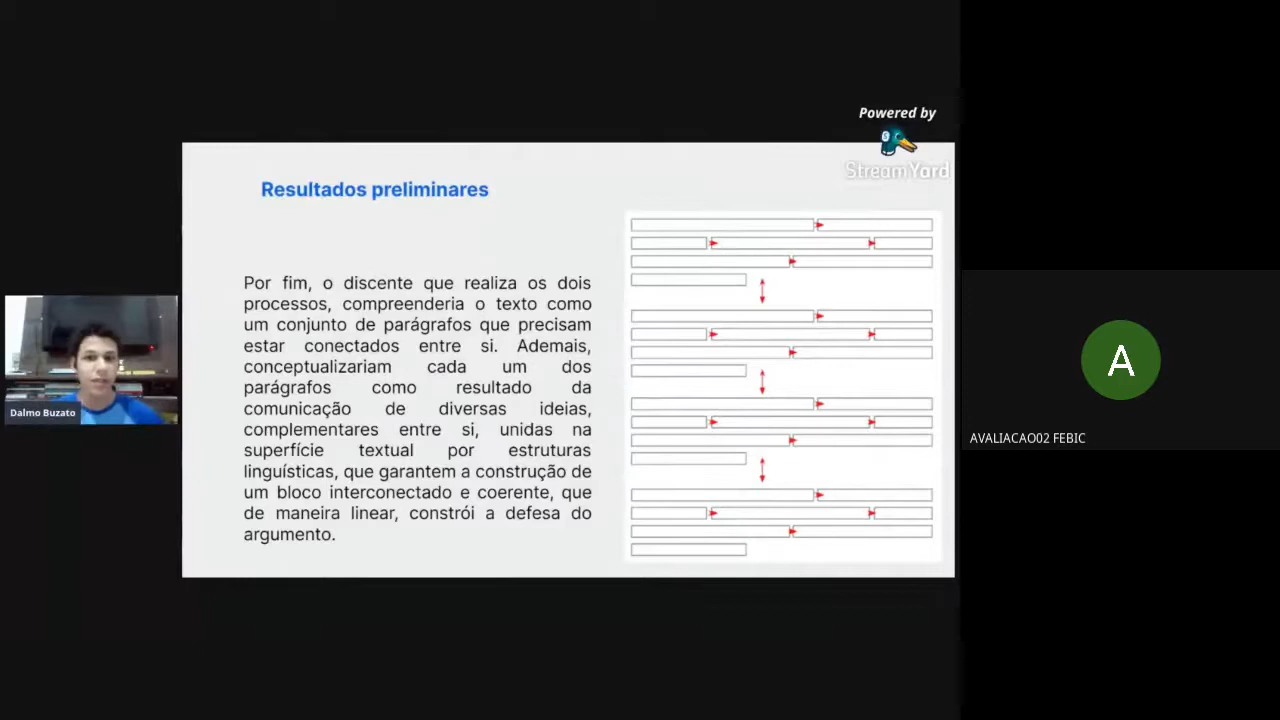 Powered by
StreamYard
Resultados preliminares
Por fim, o discente que realiza os dois
processos, compreenderia o texto como
um conjunto de parágrafos que precisam
estar conectados entre si. Ademais,
conceptualizariam cada um dos
parágrafos como resultado da
comunicação de diversas ideias,
complementares entre si, unidas na
superfície textual por estruturas
linguísticas, que garantem a construção de
um bloco interconectado e coerente, que
de maneira linear, constrói a defesa do
argumento.
Dalmo Buzato
A
AVALIACAO02 FEBIC